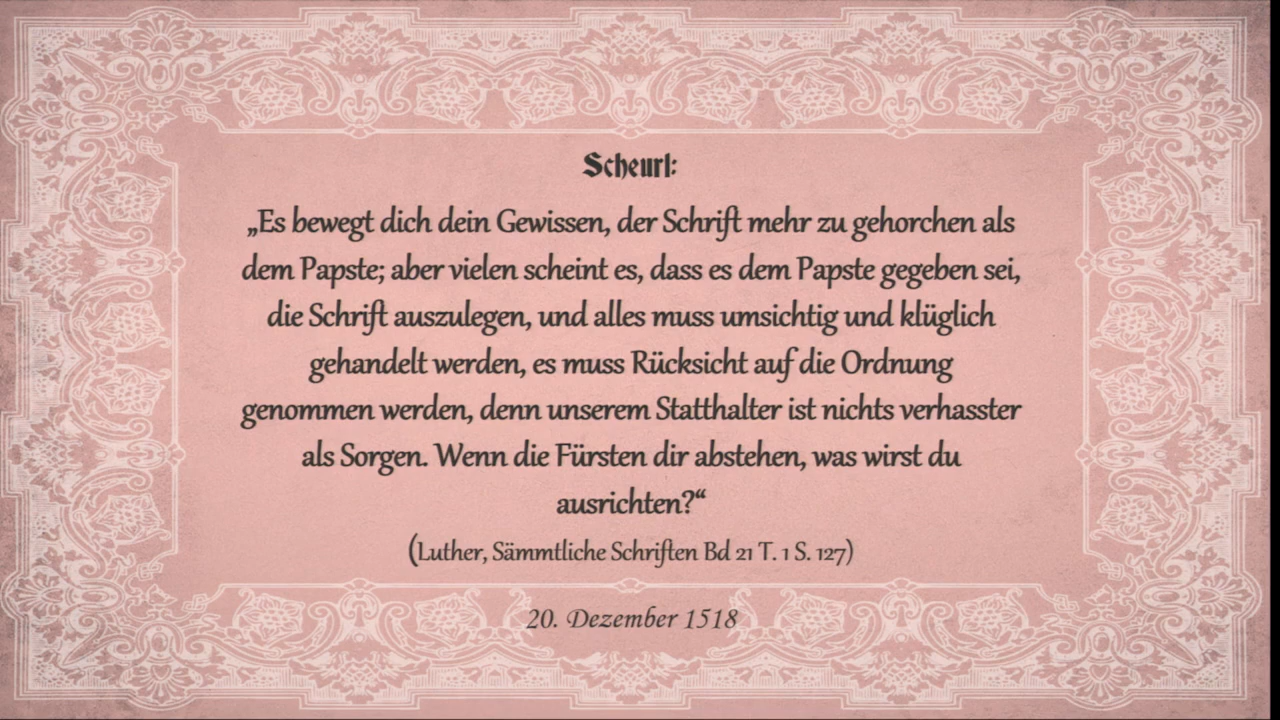 Scheurl:
„Es bewegt dich dein Gewissen, der Schrift mehr zu gehorchen als
dem Papste; aber vielen scheint es, dass es dem Papste gegeben sei,
die Schrift auszulegen, und alles muss umsichtig und klüglich
gehandelt werden, es muss Rücksicht auf die Ordnung
genommen werden, denn unserem Statthalter ist nichts verhasster
als Sorgen. Wenn die Fürsten dir abstehen, was wirst du
ausrichten?“
(Luther, Sämmtliche Schriften Bd 21 T. 1 S. 127)
20. Dezember 1518